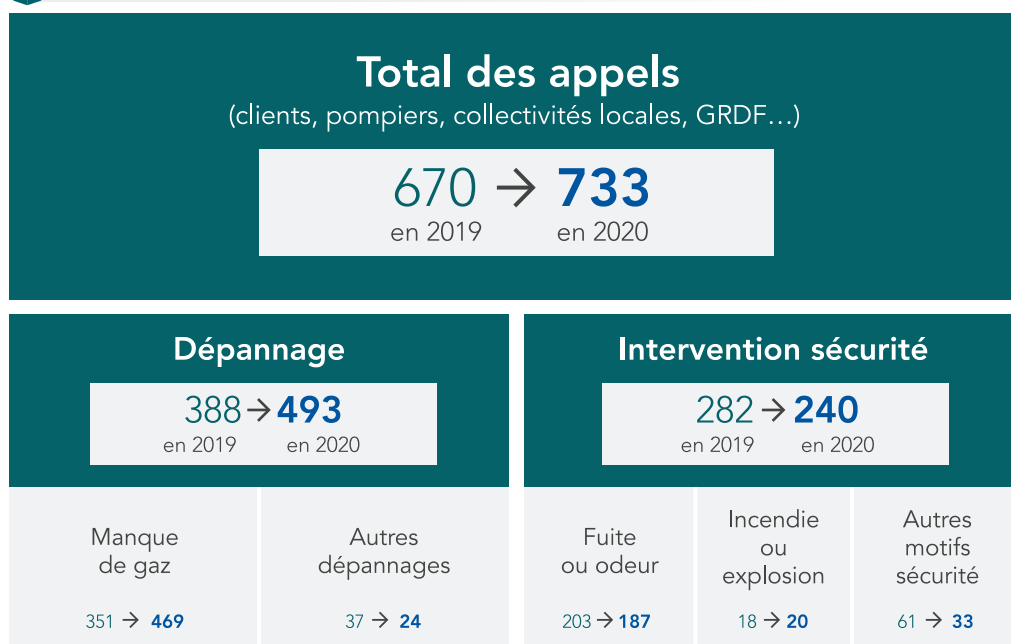 Total des appels
(clients, pompiers, collectivités locales, GRDF...)
670 → 733
en 2019 en 2020
Dépannage
388 → 493
en 2019 en 2020
Manque
de gaz
351 → 469
Autres
dépannages
37 → 24
Intervention sécurité
282 → 240
en 2019 en 2020
Fuite
ou odeur
203 → 187
Incendie
ou
explosion
18 → 20
Autres
motifs
sécurité
61 → 33